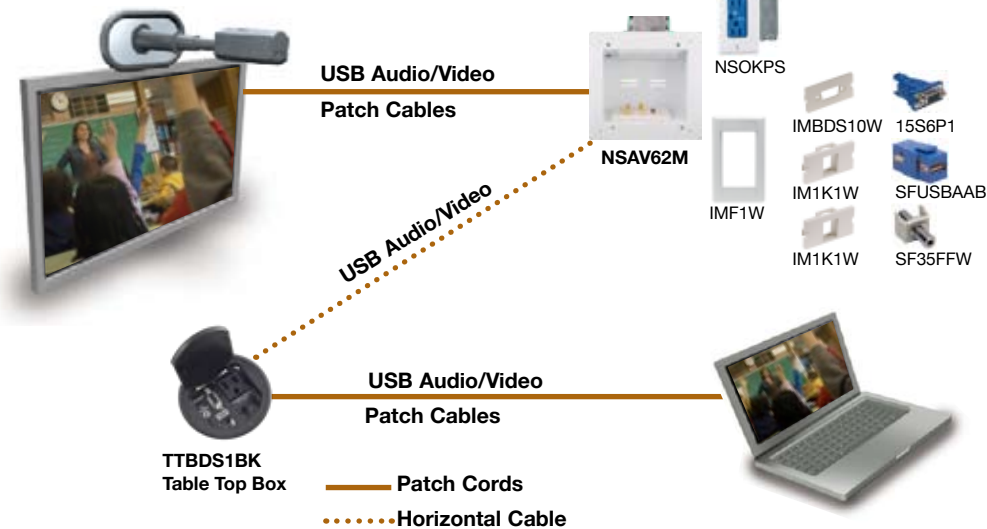 USB Audio/Video
Patch Cables
NSAV62M
NSOKPS
IMBDS10W
15S6P1
IMF1W
IM1K1W
SFUSBAAB
IM1K1W
SF35FFW
USB Audio/Video
USB Audio/Video
Patch Cables
TTBDS1BK
Table Top Box
Patch Cords
Horizontal Cable